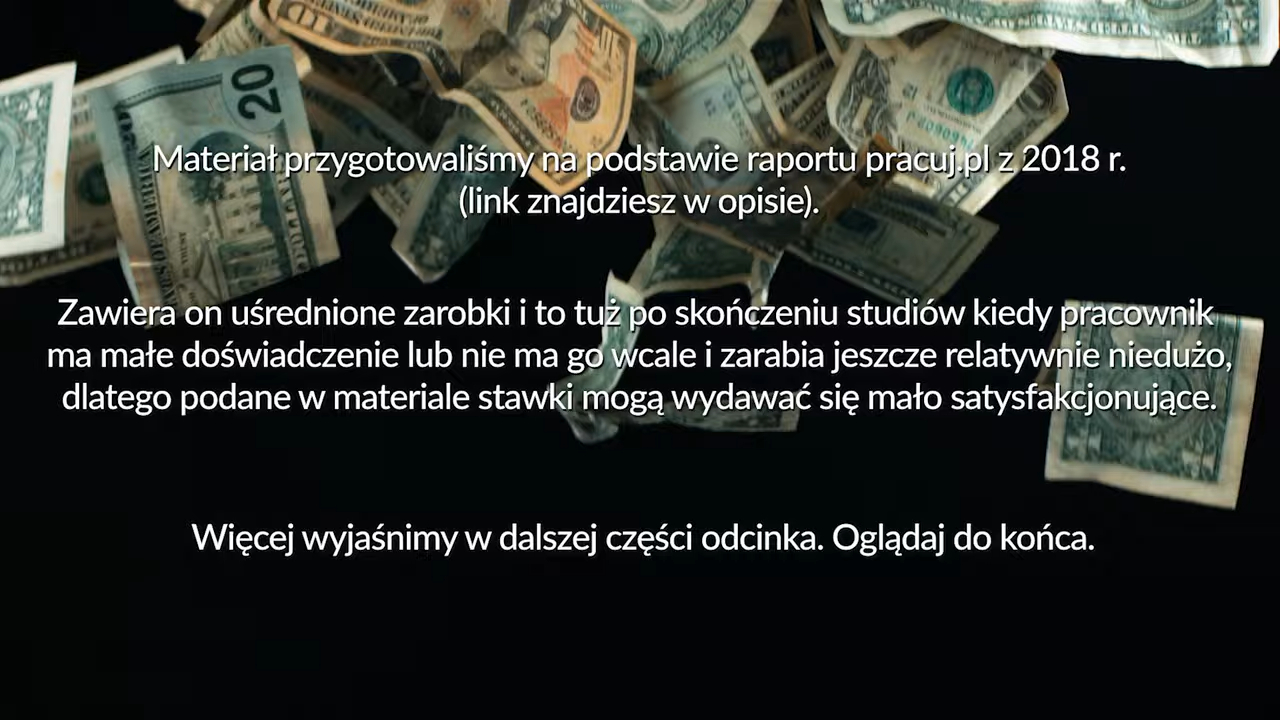 Materiał przygotowaliśmy na podstawie raportu pracuj.pl z 2018 r.
(link znajdziesz w opisie).
Zawiera on uśrednione zarobki i to tuż po skończeniu studiów kiedy pracownik
ma małe doświadczenie lub nie ma go wcale i zarabia jeszcze relatywnie niedużo,
dlatego podane w materiale stawki mogą wydawać się mało satysfakcjonujące.
Więcej wyjaśnimy w dalszej części odcinka. Oglądaj do końca.
20
10